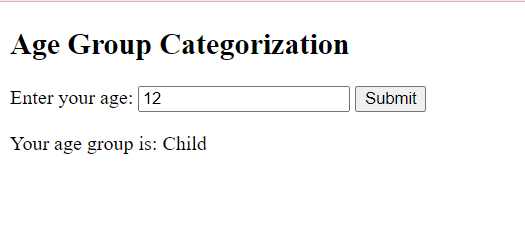 Age Group Categorization
Enter your age: 12 Submit
Your age group is: Child